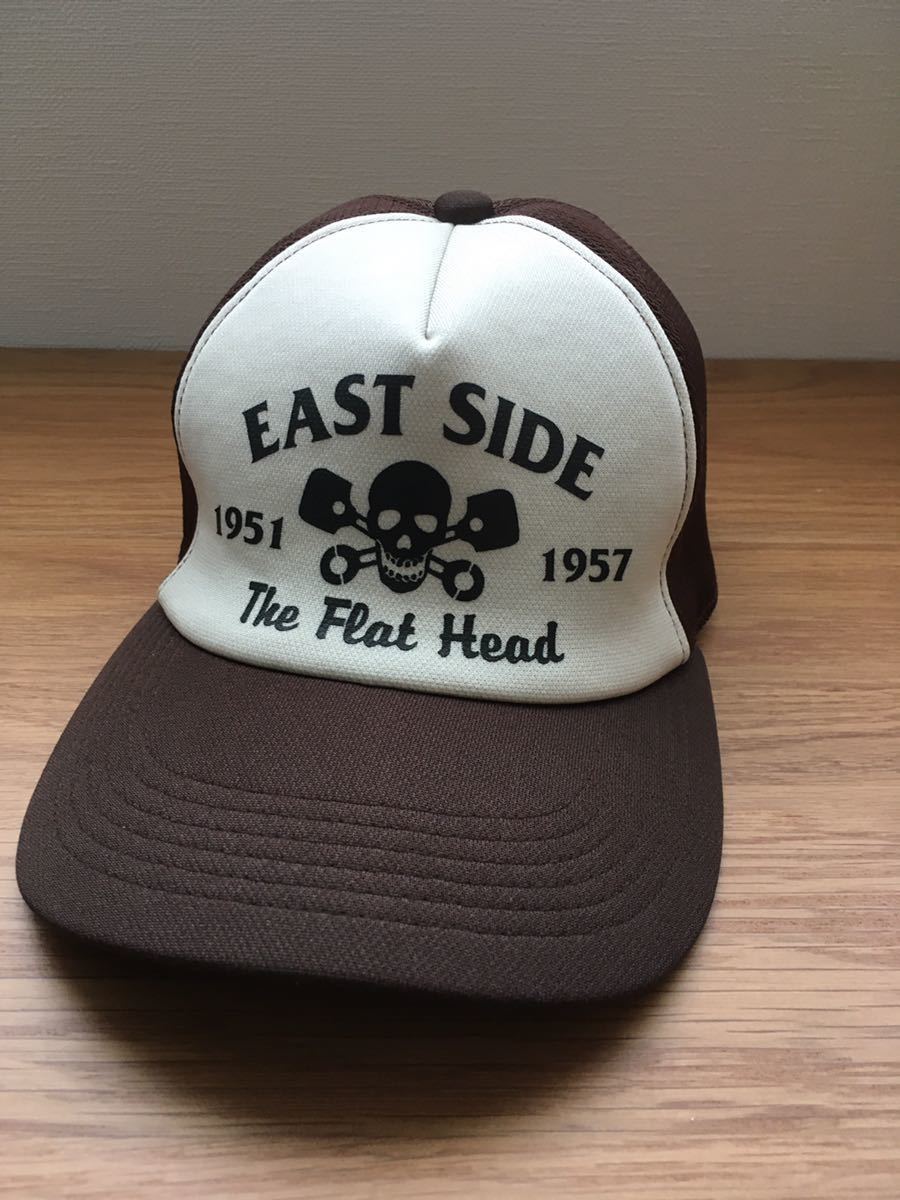 EAST SIDE
1951 1957
The Flat Head